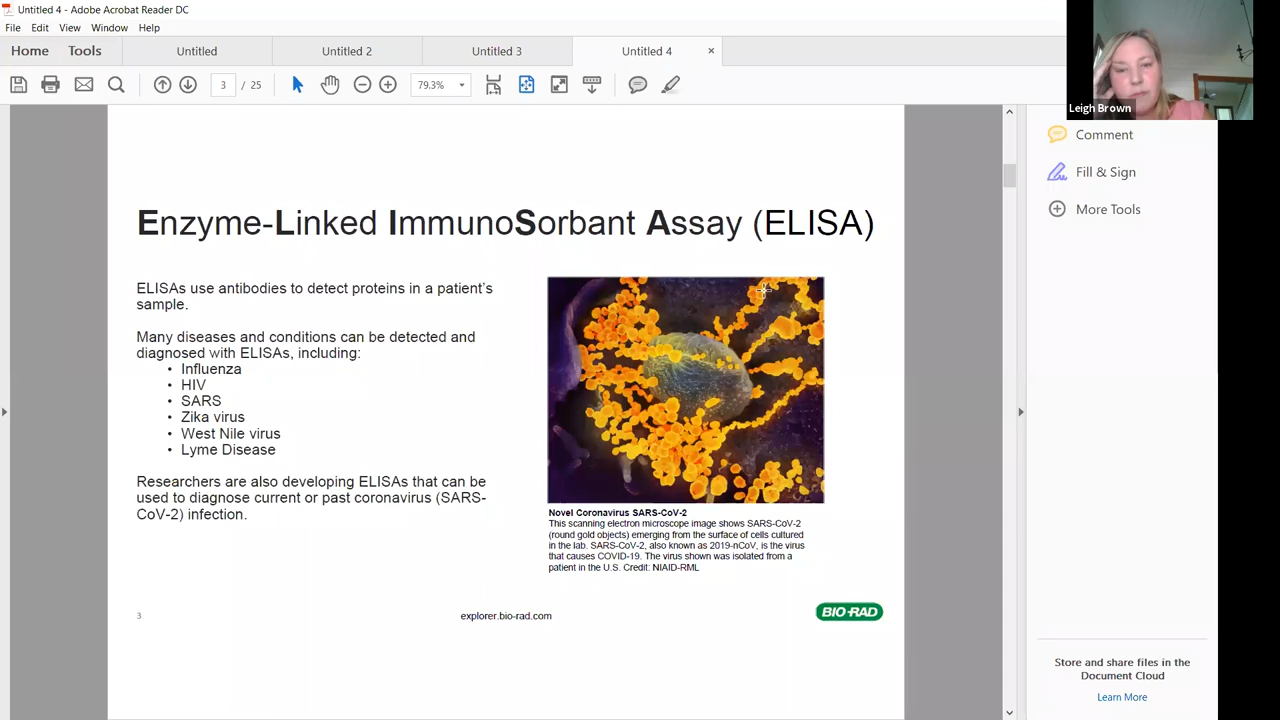 Untitled 4 - Adobe Acrobat Reader DC
File Edit View Window Help
Home Tools Untitled Untitled 2 Untitled 3 Untitled 4 ×
3 / 25 79.3%
Leigh Brown
Comment
Fill & Sign
More Tools
Enzyme-Linked ImmunoSorbant Assay (ELISA)
ELISAs use antibodies to detect proteins in a patient's
sample.
Many diseases and conditions can be detected and
diagnosed with ELISAs, including:
• Influenza
• HIV
• SARS
• Zika virus
• West Nile virus
• Lyme Disease
Researchers are also developing ELISAs that can be
used to diagnose current or past coronavirus (SARS-
CoV-2) infection.
Novel Coronavirus SARS-CoV-2
This scanning electron microscope image shows SARS-CoV-2
(round gold objects) emerging from the surface of cells cultured
in the lab. SARS-CoV-2, also known as 2019-nCoV, is the virus
that causes COVID-19. The virus shown was isolated from a
patient in the U.S. Credit: NIAID-RML
3
explorer.bio-rad.com
BIO-RAD
Store and share files in the
Document Cloud
Learn More